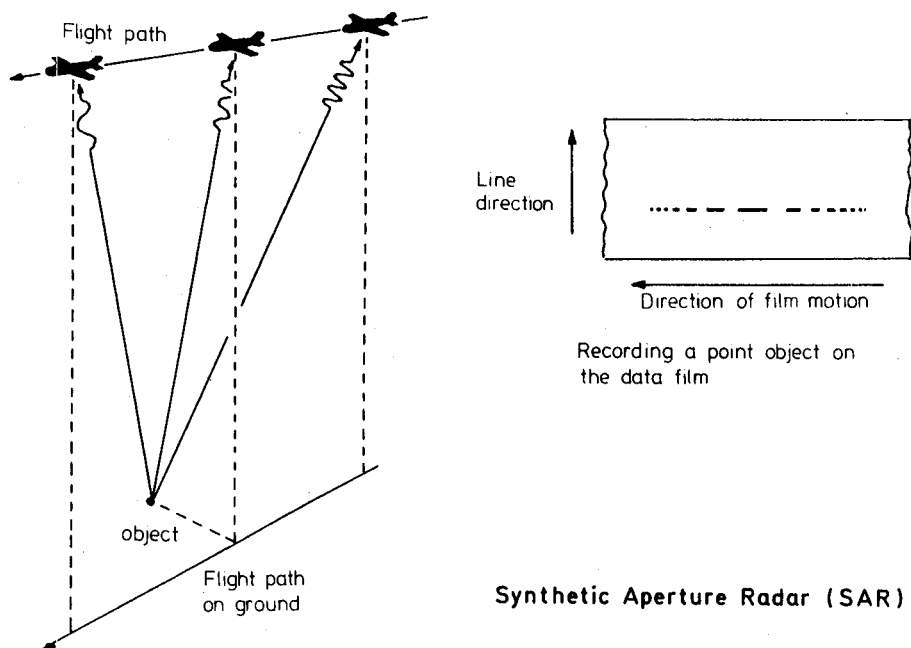 Flight path
Line
direction
Direction of film motion
Recording a point object on
the data film
object
Flight path
on ground
Synthetic Aperture Radar (SAR)